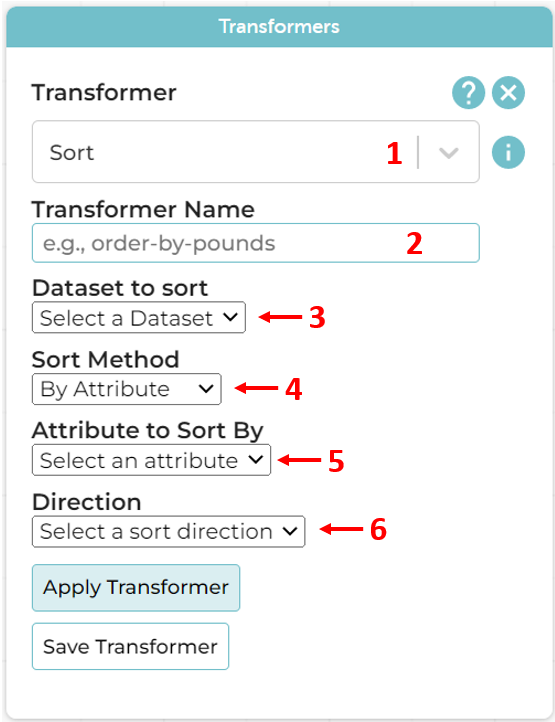 Transformers
Transformer
?
Sort 1
i
Transformer Name
e.g., order-by-pounds 2
Dataset to sort
Select a Dataset 3
Sort Method
By Attribute 4
Attribute to Sort By
Select an attribute 5
Direction
Select a sort direction 6
Apply Transformer
Save Transformer